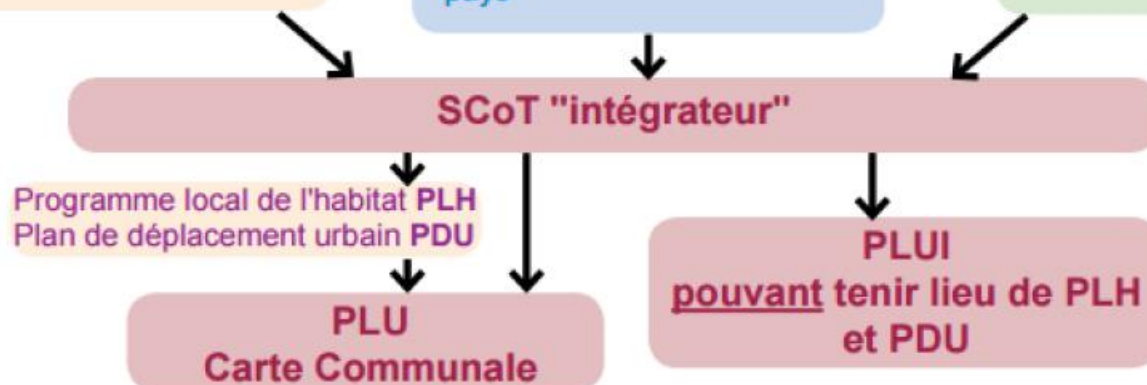 pays
SCoT "intégrateur"
Programme local de l'habitat PLH
Plan de déplacement urbain PDU
PLUI
pouvant tenir lieu de PLH
et PDU
PLU
Carte Communale